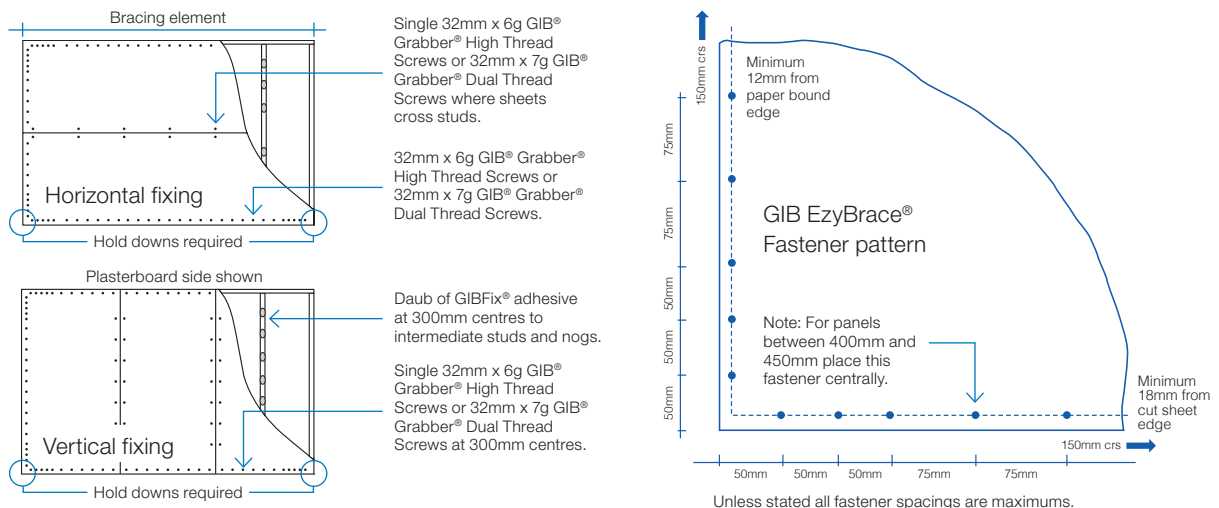 Bracing element
Horizontal fixing
Hold downs required
Single 32mm x 6g GIB®
Grabber® High Thread
Screws or 32mm x 7g GIB®
Grabber® Dual Thread
Screws where sheets
cross studs.
32mm x 6g GIB® Grabber®
High Thread Screws or
32mm x 7g GIB® Grabber®
Dual Thread Screws.
Plasterboard side shown
Vertical fixing
Hold downs required
Daub of GIBFix® adhesive
at 300mm centres to
intermediate studs and nogs.
Single 32mm x 6g GIB®
Grabber® High Thread
Screws or 32mm x 7g GIB®
Grabber® Dual Thread
Screws at 300mm centres.
150mm crs
75mm
75mm
50mm
50mm
50mm
Minimum
12mm from
paper bound
edge
GIB EzyBrace®
Fastener pattern
Note: For panels
between 400mm and
450mm place this
fastener centrally.
Minimum
18mm from
cut sheet
edge
150mm crs
50mm
50mm
50mm
75mm
75mm
Unless stated all fastener spacings are maximums.